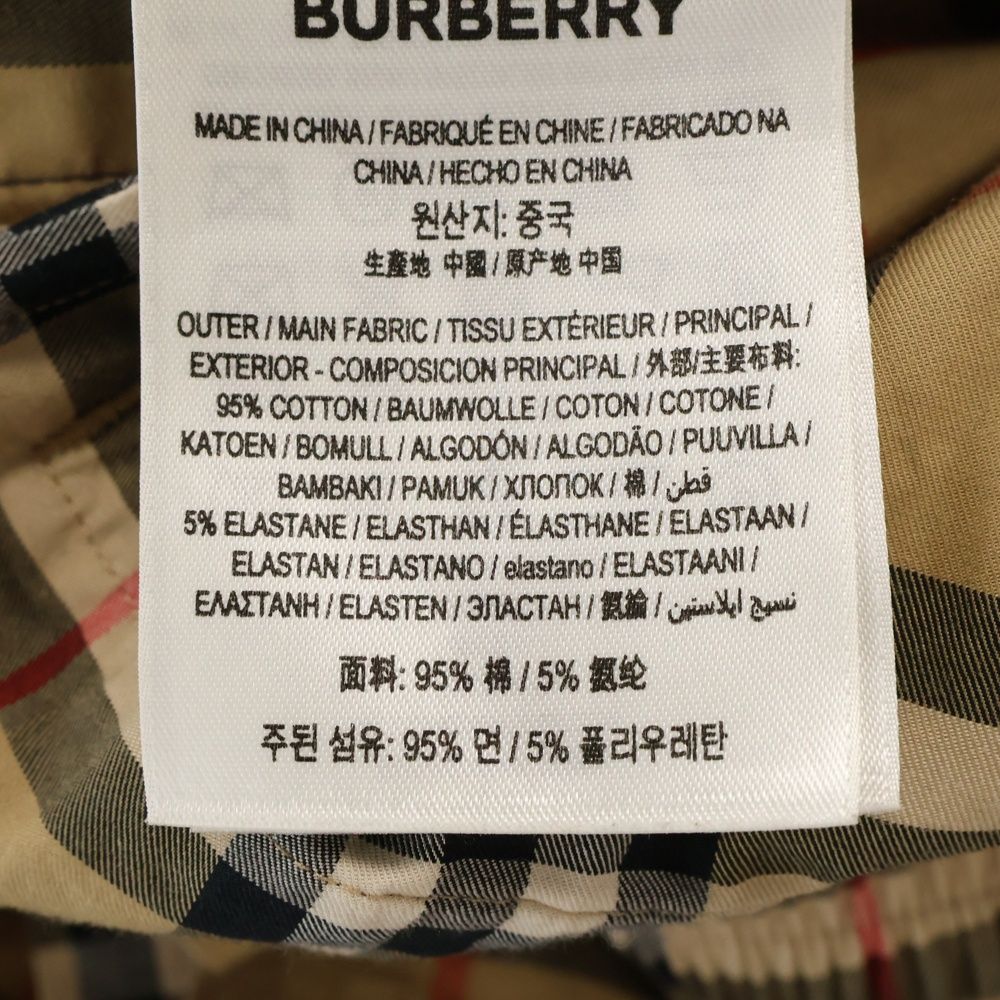 BURBERRY
MADE IN CHINA / FABRIQUÉ EN CHINE / FABRICADO NA
CHINA / HECHO EN CHINA
원산지: 중국
生產地 中國 / 原产地 中国
OUTER / MAIN FABRIC / TISSU EXTÉRIEUR / PRINCIPAL /
EXTERIOR - COMPOSICION PRINCIPAL / 外部/主要布料:
95% COTTON / BAUMWOLLE / COTON / COTONE /
KATOEN / BOMULL / ALGODÓN / ALGODÃO / PUUVILLA /
BAMBAKI / PAMUK / ХЛОПОК / 棉 / قطن
5% ELASTANE / ELASTHAN / ÉLASTHANE / ELASTAAN /
ELASTAN / ELASTANO / elastano / ELASTAANI /
ΕΛΑΣΤΑΝΗ / ELASTEN / ЭЛАСТАН / 氨綸 / نسيج ايلاستين
面料: 95% 棉 / 5% 氨纶
주된 섬유: 95% 면 / 5% 폴리우레탄